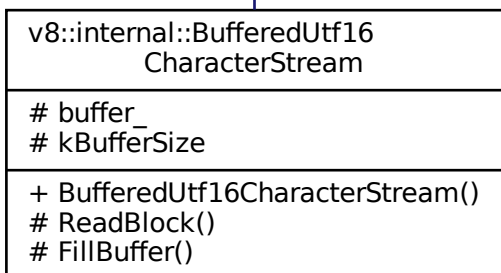 v8::internal::BufferedUtf16
CharacterStream
# buffer_
# kBufferSize
+ BufferedUtf16CharacterStream()
# ReadBlock()
# FillBuffer()